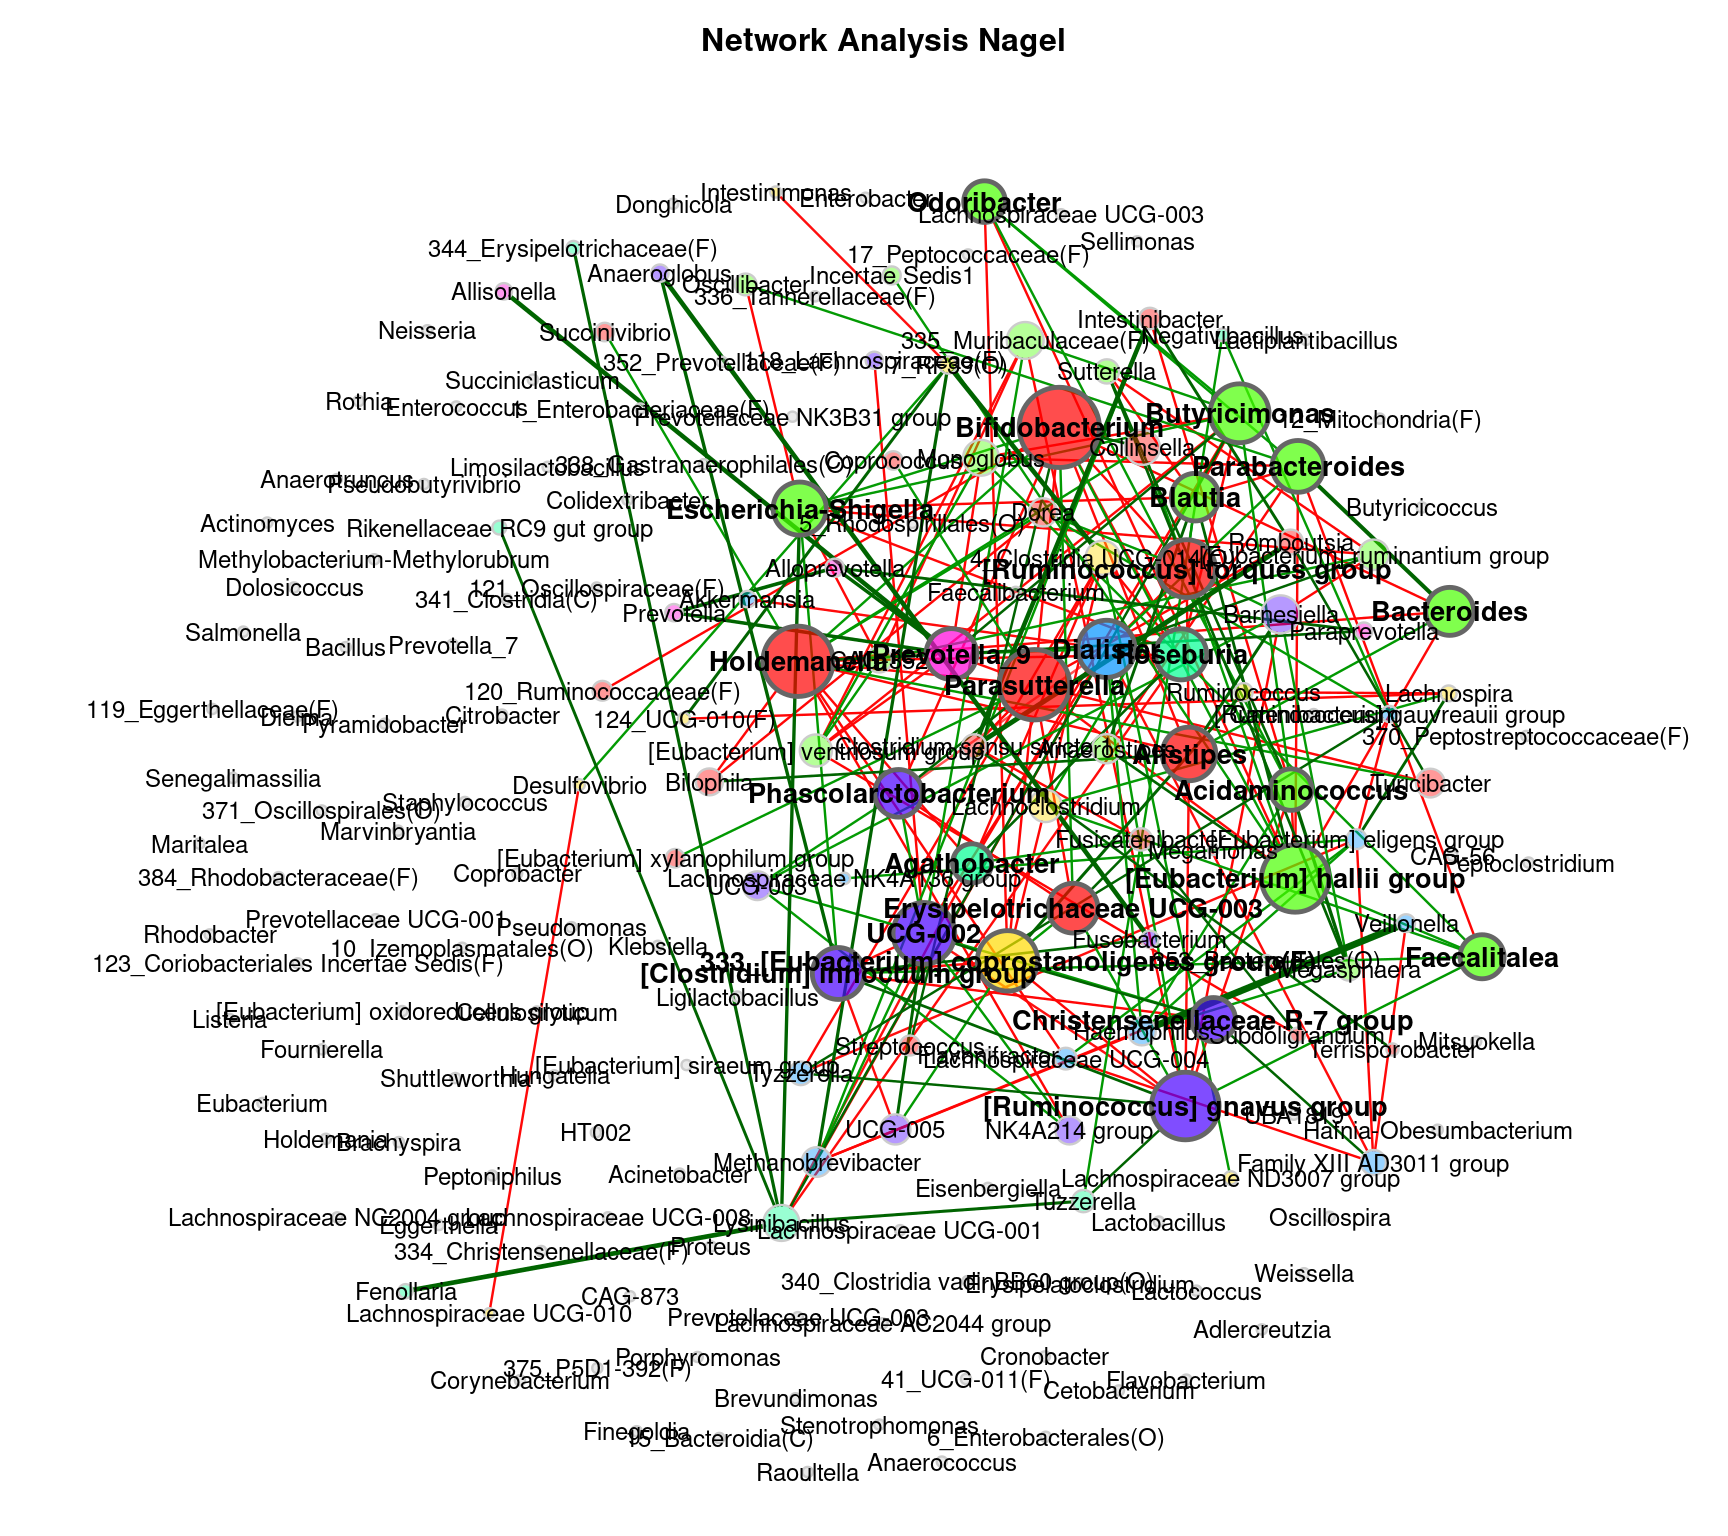 Network Analysis Nagel
Intestinimonas
Enterobacter
Odoribacter
Donghicola
Lachnospiraceae UCG-003
Sellimonas
344_Erysipelotrichaceae(F)
17_Peptococcaceae(F)
Anaeroglobus
Oscillibacter
Incertae Sedis1
Allisonella
336_Tannerellaceae(F)
Intestinibacter
Neisseria
Succinivibrio
335_Muribaculaceae(F)
Negativibacillus
Lactiplantibacillus
352_Prevotellaceae(F)
118_Lachnospiraceae(F)
7_RF39(O)
Sutterella
Succiniclasticum
Rothia
Enterococcus
1_Enterobacteriaceae(F)
Prevotellaceae NK3B31 group
Bifidobacterium
Butyricimonas
12_Mitochondria(F)
Collinsella
Limosilactobacillus
338_Gastranaerophilales(O)
Coprococcus
Monoglobus
Parabacteroides
Anaerotruncus
Pseudobutyrivibrio
Colidextribacter
Blautia
Escherichia-Shigella
Dorea
Butyricicoccus
Actinomyces
Rikenellaceae RC9 gut group
5_Rhodospirillales(O)
Romboutsia
Methylobacterium-Methylorubrum
Alloprevotella
4_Clostridia UCG-014(O)
[Eubacterium] ruminantium group
[Ruminococcus] torques group
Dolosicoccus
121_Oscillospiraceae(F)
341_Clostridia(C)
Akkermansia
Faecalibacterium
Prevotella
Barnesiella
Bacteroides
Salmonella
Bacillus
Prevotella_7
Paraprevotella
Holdemanella
CAG-352
Prevotella_9
Dialister
Roseburia
Parasutterella
120_Ruminococcaceae(F)
Ruminococcus
Lachnospira
119_Eggerthellaceae(F)
Dielma
Pyramidobacter
Citrobacter
124_UCG-010(F)
[Ruminococcus] gauvreauii group
Catenibacterium
370_Peptostreptococcaceae(F)
[Eubacterium] ventriosum group
Clostridium sensu stricto 1
Anaerostipes
Alistipes
Senegalimassilia
Desulfovibrio
Bilophila
Turicibacter
Phascolarctobacterium
Acidaminococcus
371_Oscillospirales(O)
Staphylococcus
Lachnoclostridium
Maritalea
Marvinbryantia
Fusicatenibacter
[Eubacterium] eligens group
Megamonas
CAG-56
Peptoclostridium
[Eubacterium] xylanophilum group
Agathobacter
384_Rhodobacteraceae(F)
Coprobacter
UCG-003
Lachnospiraceae NK4A136 group
[Eubacterium] hallii group
Erysipelotrichaceae UCG-003
Prevotellaceae UCG-001
Pseudomonas
Veillonella
Rhodobacter
UCG-002
10_Izemoplasmatales(O)
Klebsiella
Fusobacterium
123_Coriobacteriales Incertae Sedis(F)
333_[Eubacterium] coprostanoligenes group(F)
Faecalitalea
[Clostridium] innocuum group
Megasphaera
Ligilactobacillus
Listeria
[Eubacterium] oxidoreducens group
Cellulosilyticum
Christensenellaceae R-7 group
Haemophilus
Subdoligranulum
Fournierella
Streptococcus
Flavonifractor
Lachnospiraceae UCG-004
Terrisporobacter
Mitsuokella
[Eubacterium] siraeum group
Shuttleworthia
Hungatella
Tyzzerella
Eubacterium
[Ruminococcus] gnavus group
UBA1819
Holdemania
Brachyspira
HT002
UCG-005
NK4A214 group
Hafnia-Obesumbacterium
Peptoniphilus
Acinetobacter
Methanobrevibacter
Family XIII AD3011 group
Lachnospiraceae ND3007 group
Eisenbergiella
Tuzzerella
Lachnospiraceae NC2004 group
Eggerthella
Lachnospiraceae UCG-008
Lysinibacillus
Lachnospiraceae UCG-001
Lactobacillus
Oscillospira
334_Christensenellaceae(F)
Proteus
Fenollaria
CAG-873
340_Clostridia vadinBB60 group(O)
Erysipelatoclostridium
Lactococcus
Weissella
Lachnospiraceae UCG-010
Prevotellaceae UCG-003
Lachnospiraceae AC2044 group
Adlercreutzia
Porphyromonas
Cronobacter
375_P5D1-392(F)
Corynebacterium
41_UCG-011(F)
Cetobacterium
Flavobacterium
Brevundimonas
Finegoldia
15_Bacteroidia(C)
Stenotrophomonas
6_Enterobacterales(O)
Raoultella
Anaerococcus